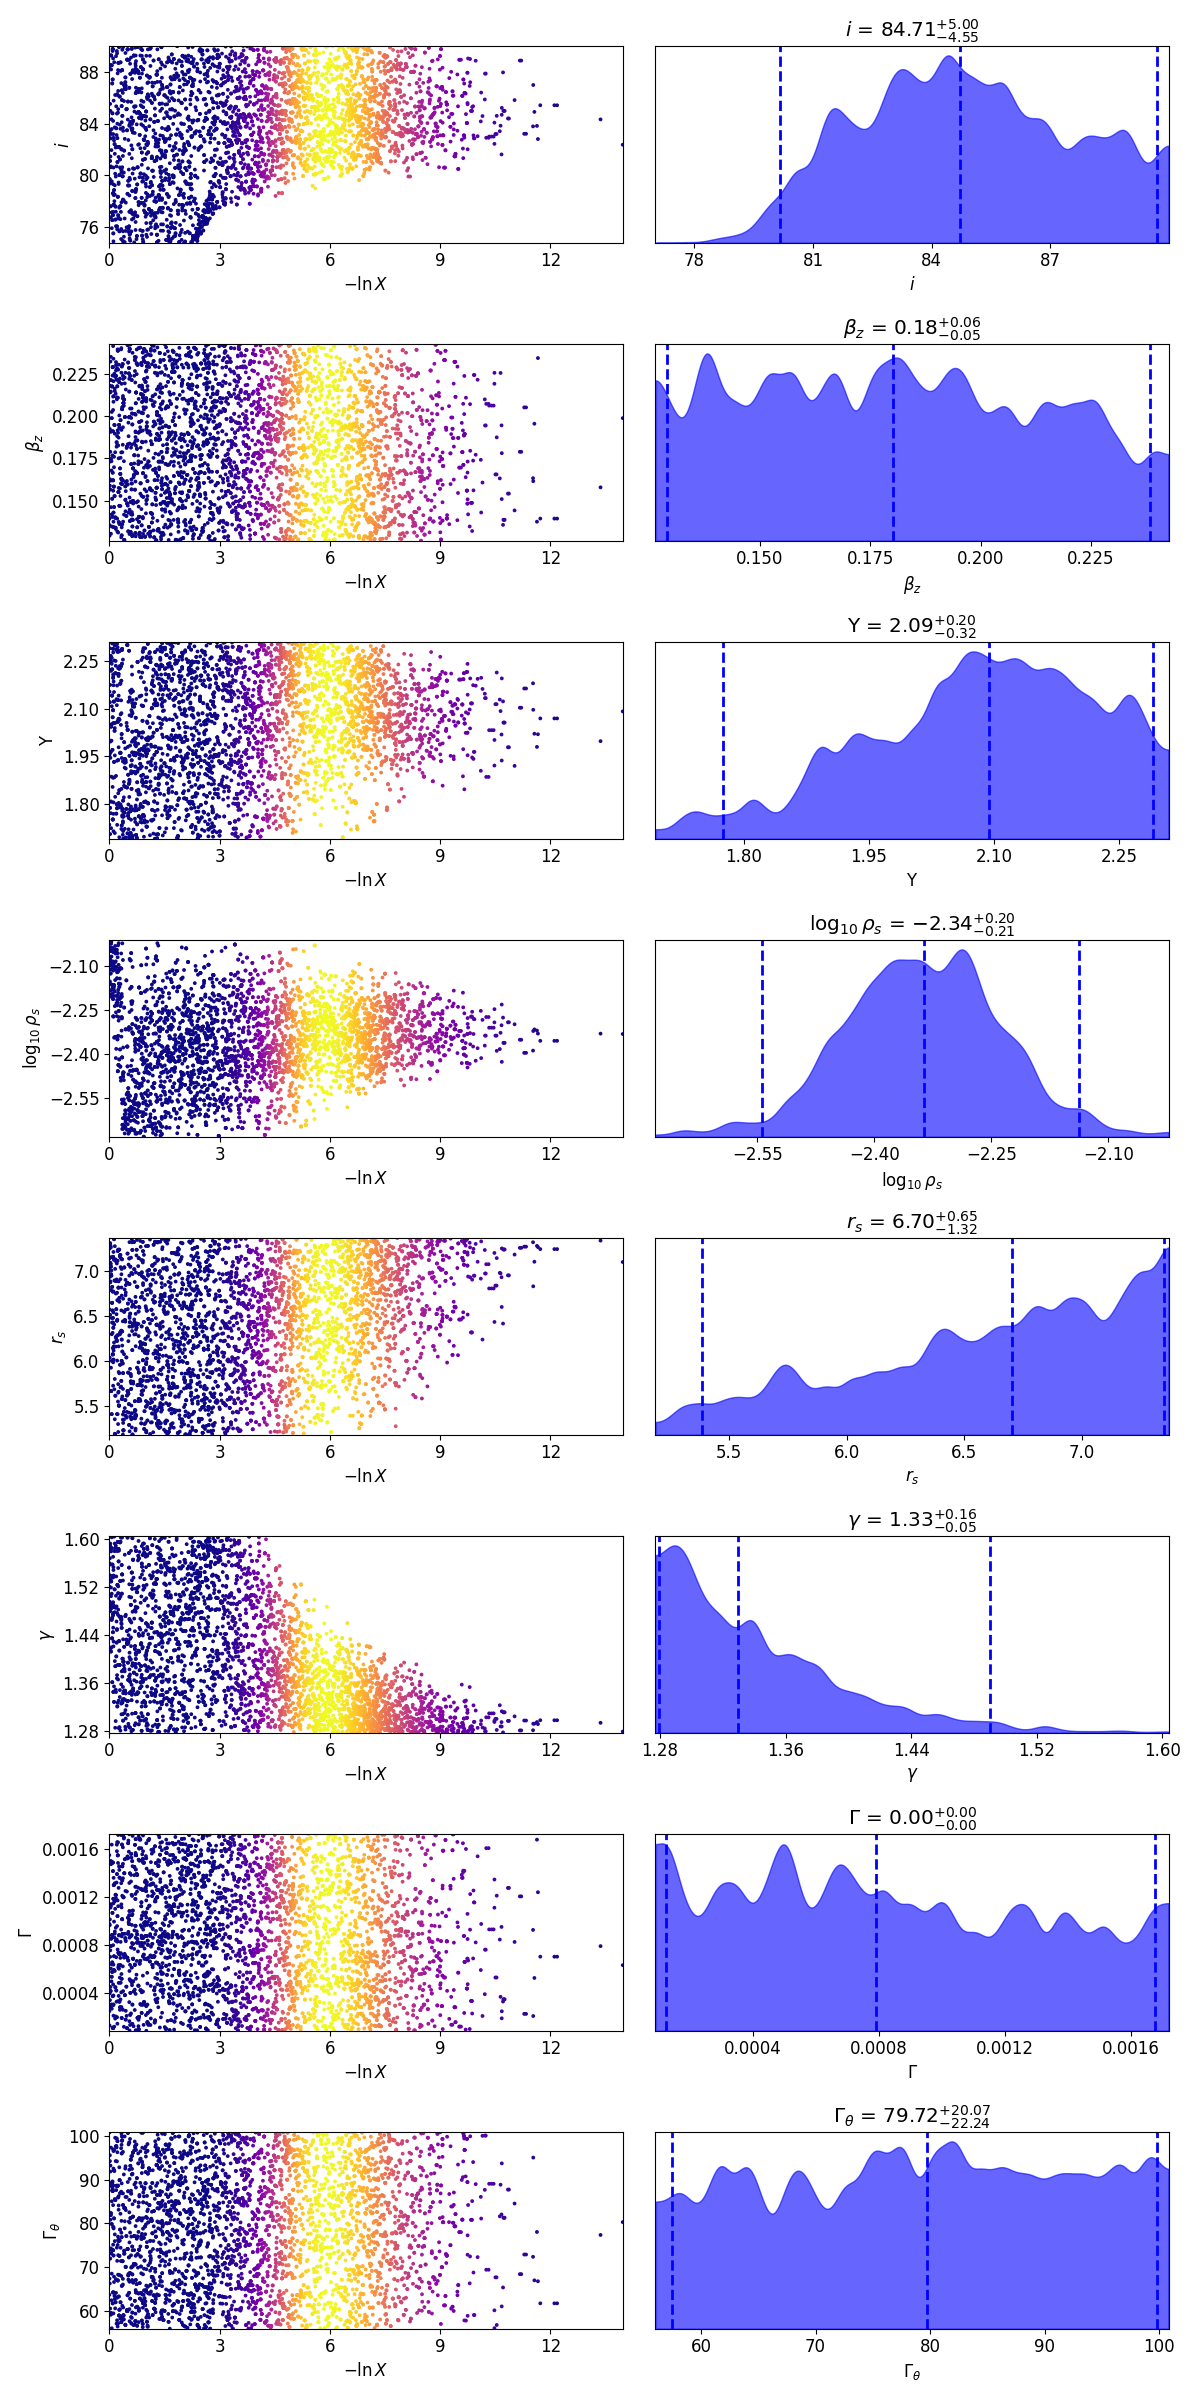 i = 84.71 +5.00 −4.55
88
84
80
76
i
0 3 6 9 12
−ln X
78 81 84 87
i
β_z = 0.18 +0.06 −0.05
0.225
0.200
0.175
0.150
β_z
0 3 6 9 12
−ln X
0.150 0.175 0.200 0.225
β_z
Υ = 2.09 +0.20 −0.32
2.25
2.10
1.95
1.80
Υ
0 3 6 9 12
−ln X
1.80 1.95 2.10 2.25
Υ
log₁₀ ρ_s = −2.34 +0.20 −0.21
−2.10
−2.25
−2.40
−2.55
log₁₀ ρ_s
0 3 6 9 12
−ln X
−2.55 −2.40 −2.25 −2.10
log₁₀ ρ_s
r_s = 6.70 +0.65 −1.32
7.0
6.5
6.0
5.5
r_s
0 3 6 9 12
−ln X
5.5 6.0 6.5 7.0
r_s
γ = 1.33 +0.16 −0.05
1.60
1.52
1.44
1.36
1.28
γ
0 3 6 9 12
−ln X
1.28 1.36 1.44 1.52 1.60
γ
Γ = 0.00 +0.00 −0.00
0.0016
0.0012
0.0008
0.0004
Γ
0 3 6 9 12
−ln X
0.0004 0.0008 0.0012 0.0016
Γ
Γ_θ = 79.72 +20.07 −22.24
100
90
80
70
60
Γ_θ
0 3 6 9 12
−ln X
60 70 80 90 100
Γ_θ